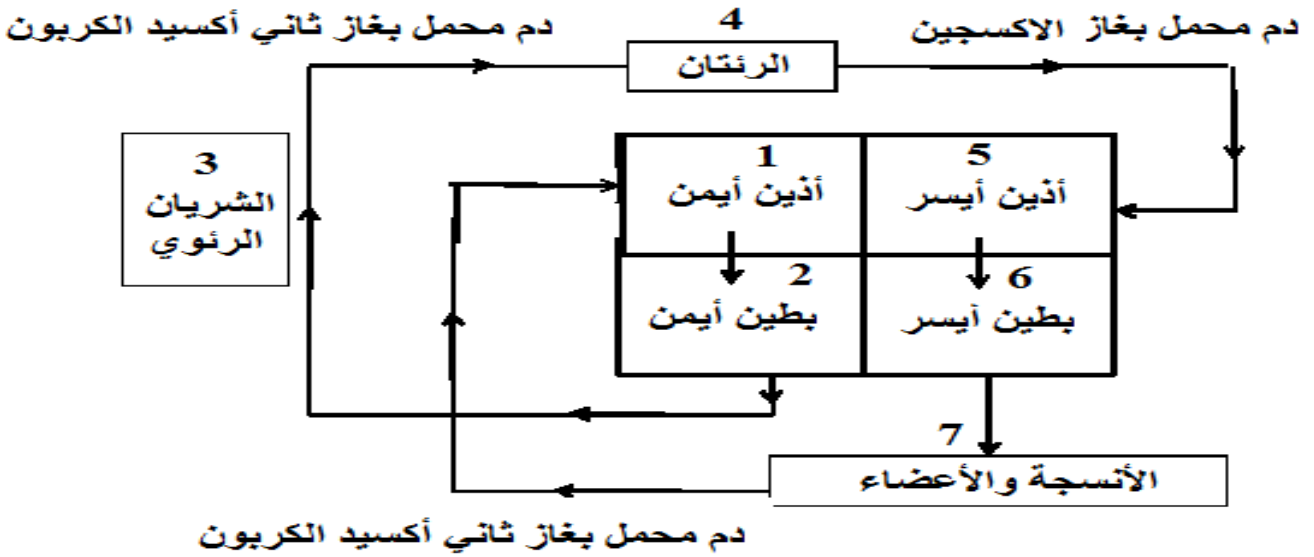 دم محمل بغاز الاكسجين
4
دم محمل بغاز ثاني أكسيد الكربون
الرئتان
5
أذين أيسر
1
أذين أيمن
3
الشريان
الرئوي
6
بطين أيسر
2
بطين أيمن
7
الأنسجة والأعضاء
دم محمل بغاز ثاني أكسيد الكربون